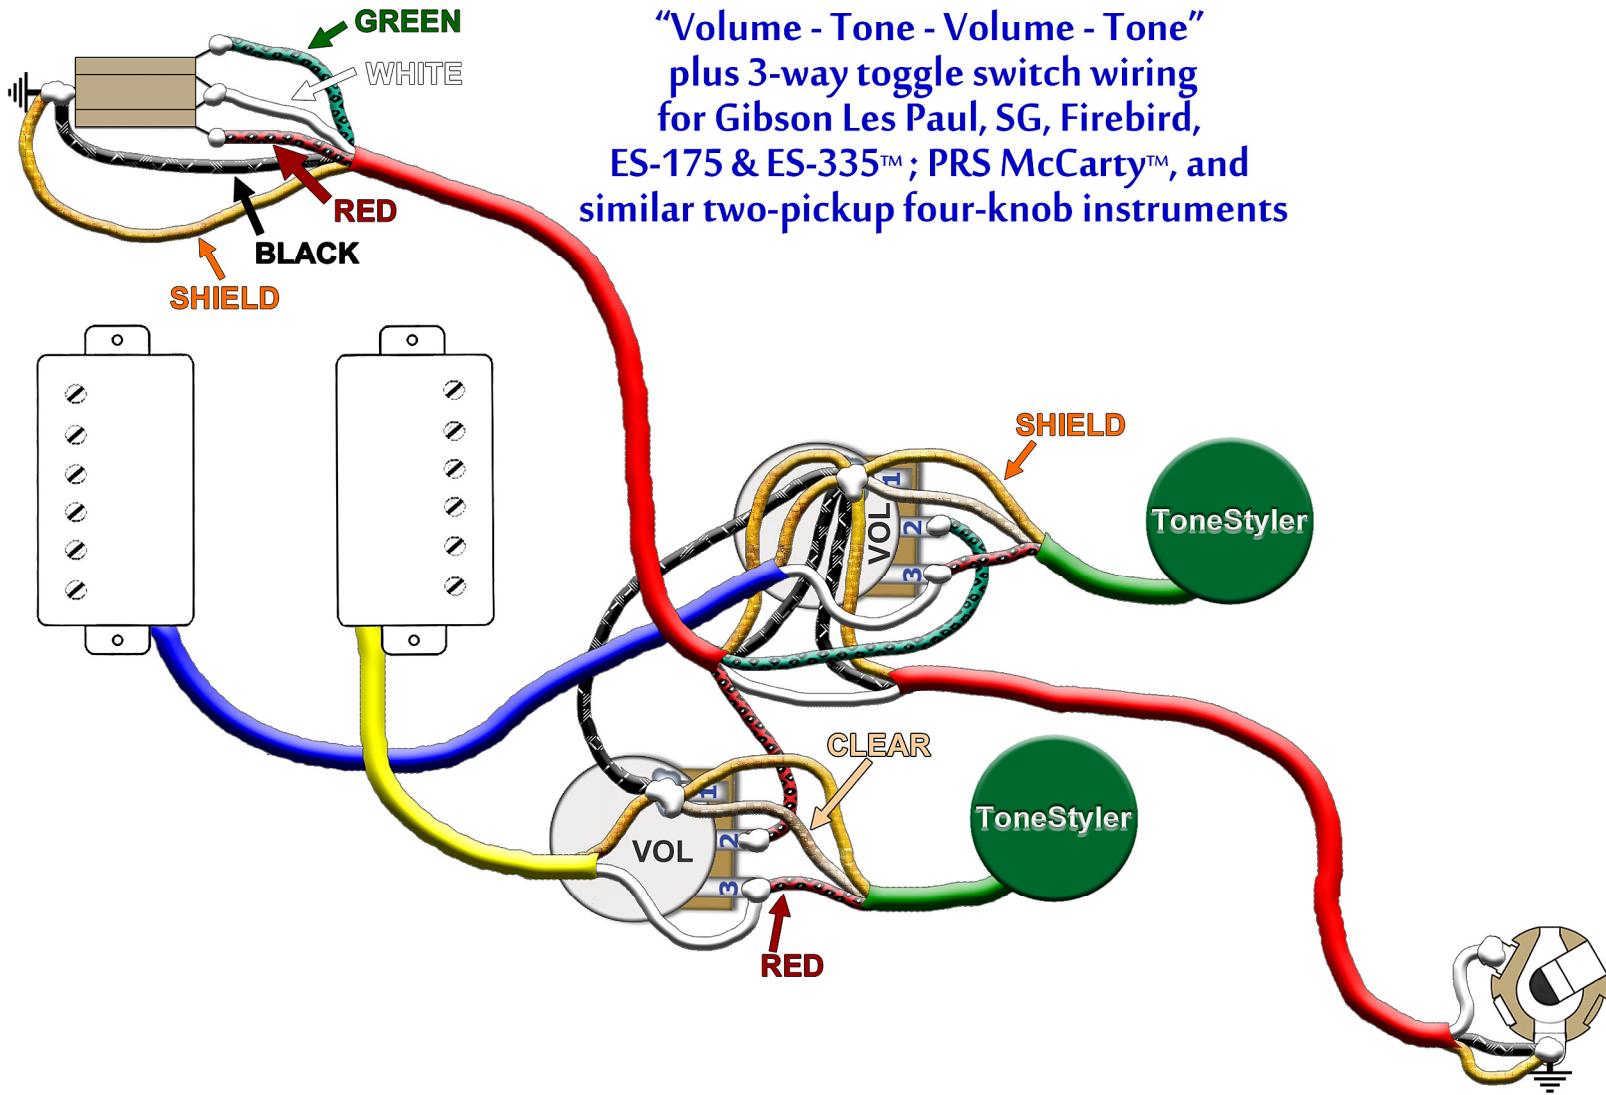 GREEN
WHITE
RED
BLACK
SHIELD
“Volume - Tone - Volume - Tone”
plus 3-way toggle switch wiring
for Gibson Les Paul, SG, Firebird,
ES-175 & ES-335™ ; PRS McCarty™, and
similar two-pickup four-knob instruments
SHIELD
1
2
3
VOL
ToneStyler
CLEAR
1
2
3
VOL
ToneStyler
RED